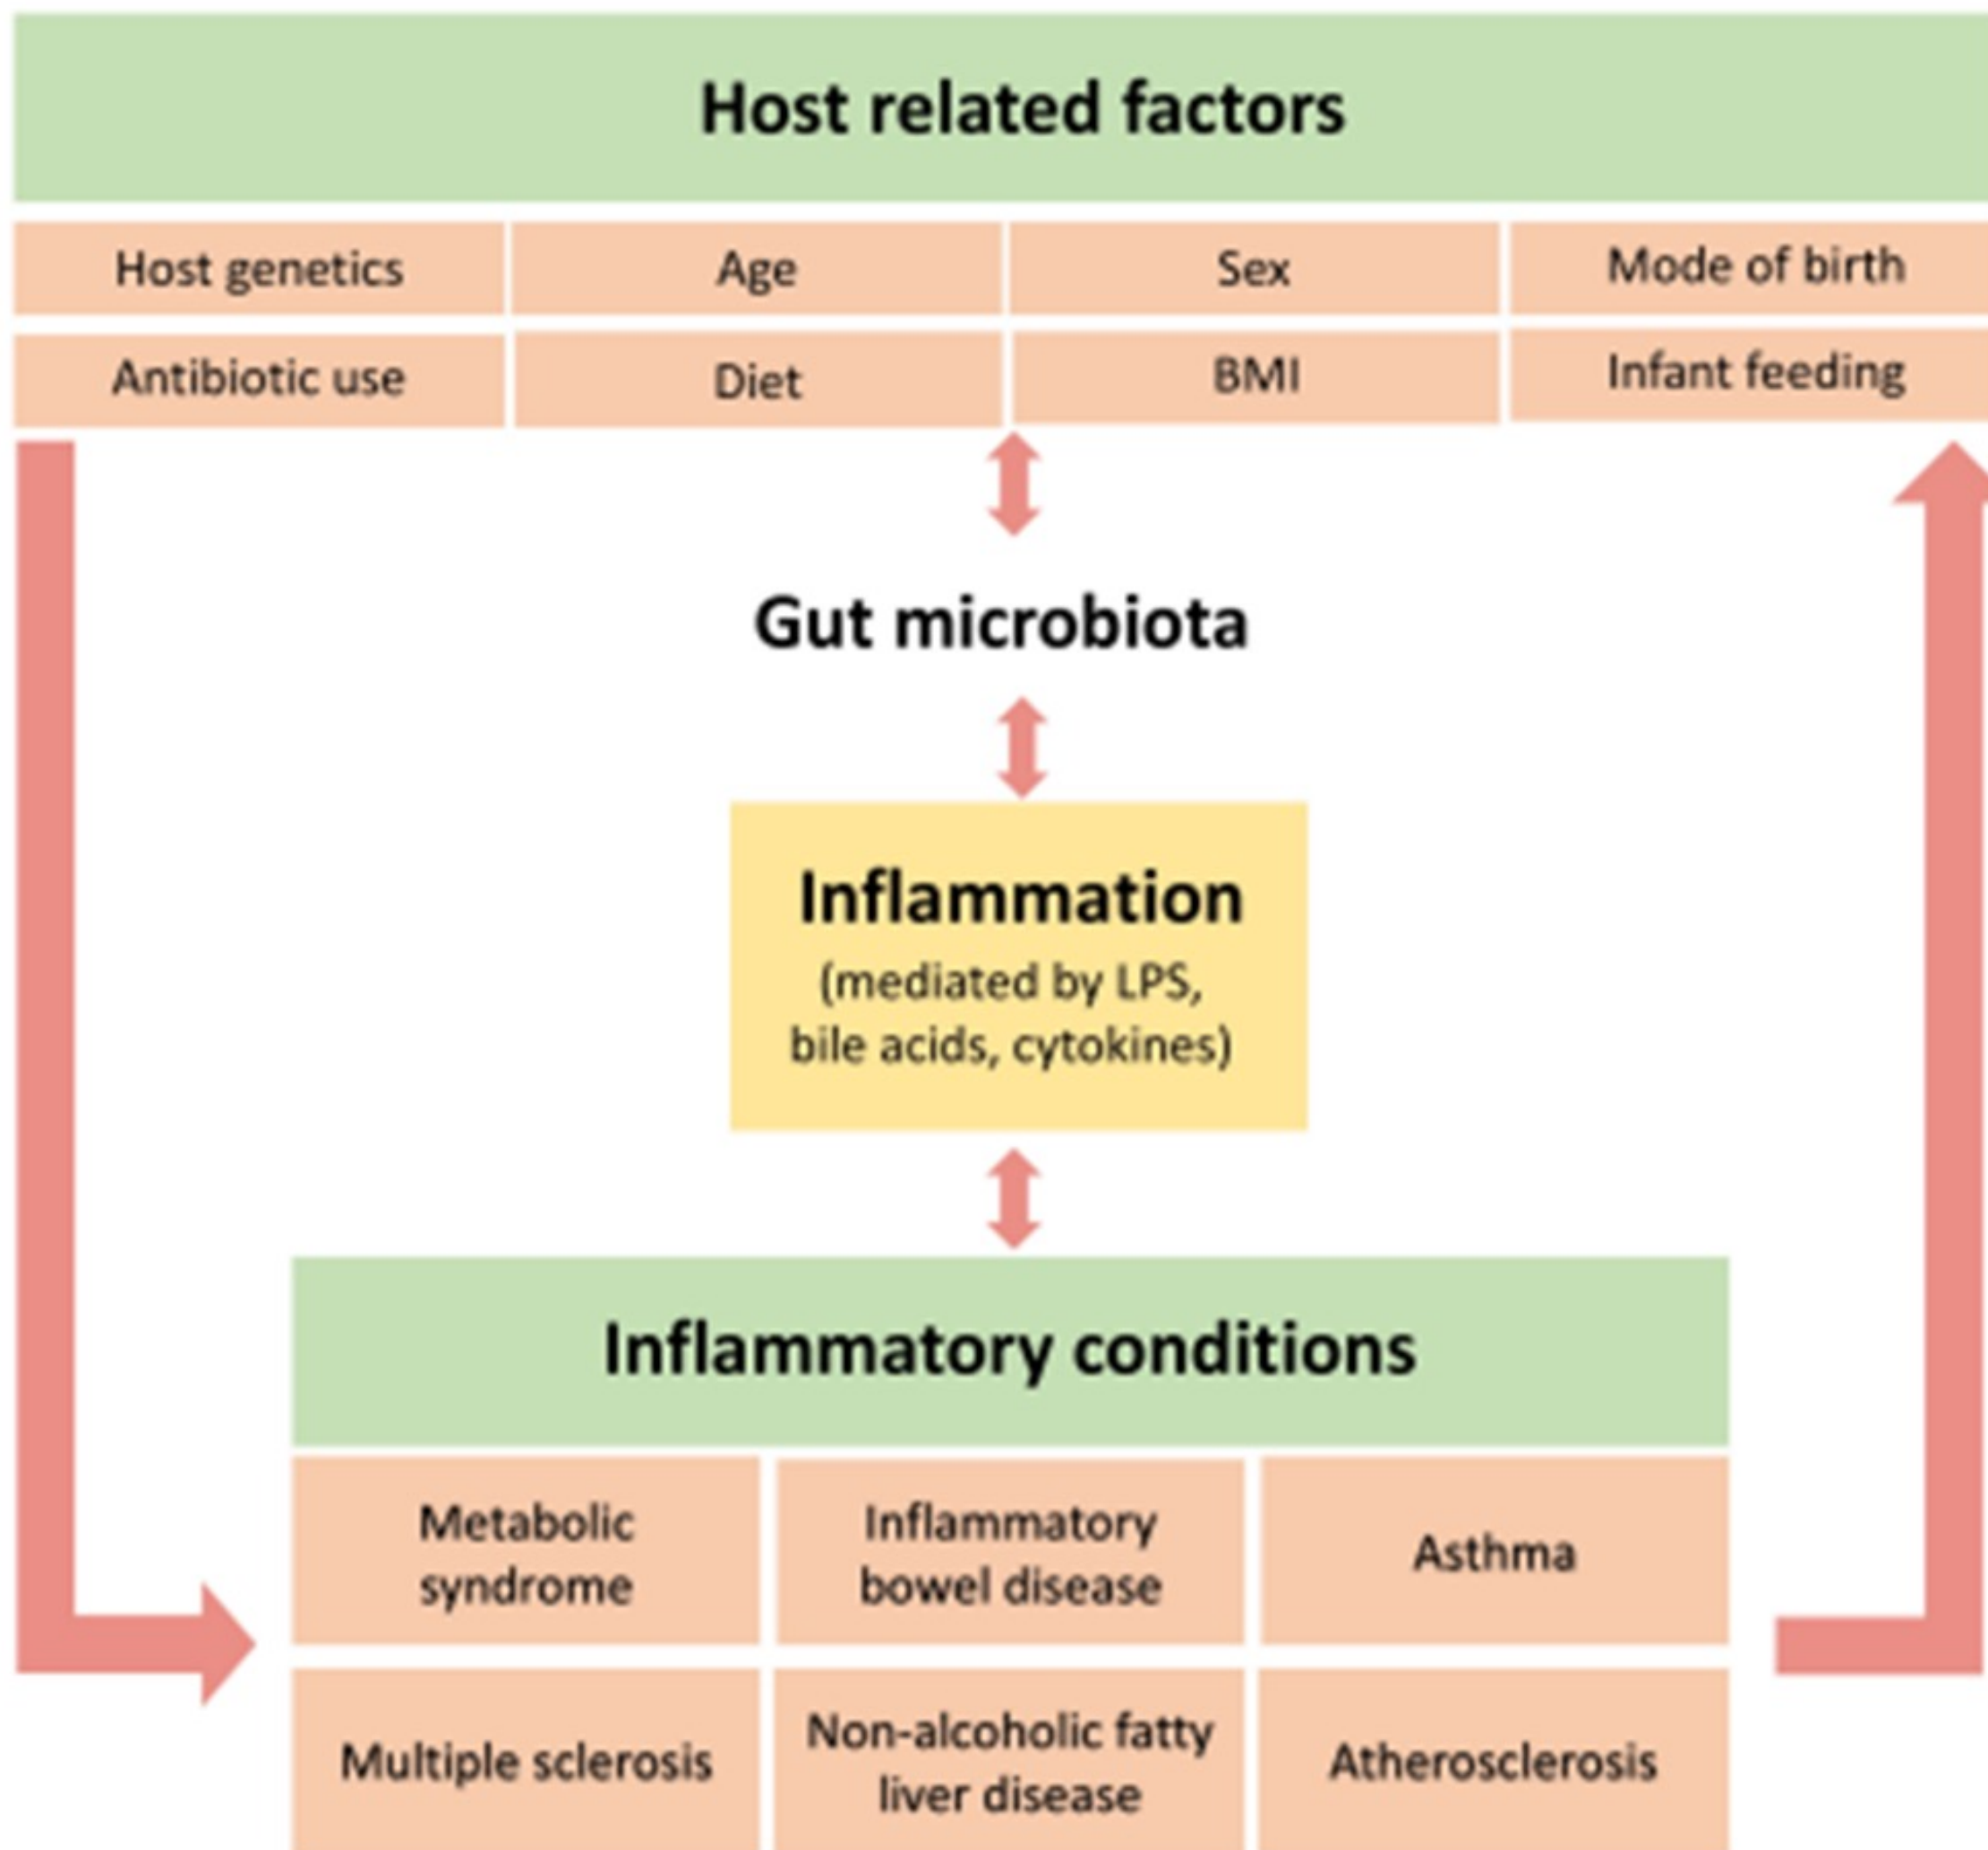 Host related factors
Host genetics
Age
Sex
Mode of birth
Antibiotic use
Diet
BMI
Infant feeding
Gut microbiota
Inflammation
(mediated by LPS,
bile acids, cytokines)
Inflammatory conditions
Metabolic
syndrome
Inflammatory
bowel disease
Asthma
Multiple sclerosis
Non-alcoholic fatty
liver disease
Atherosclerosis